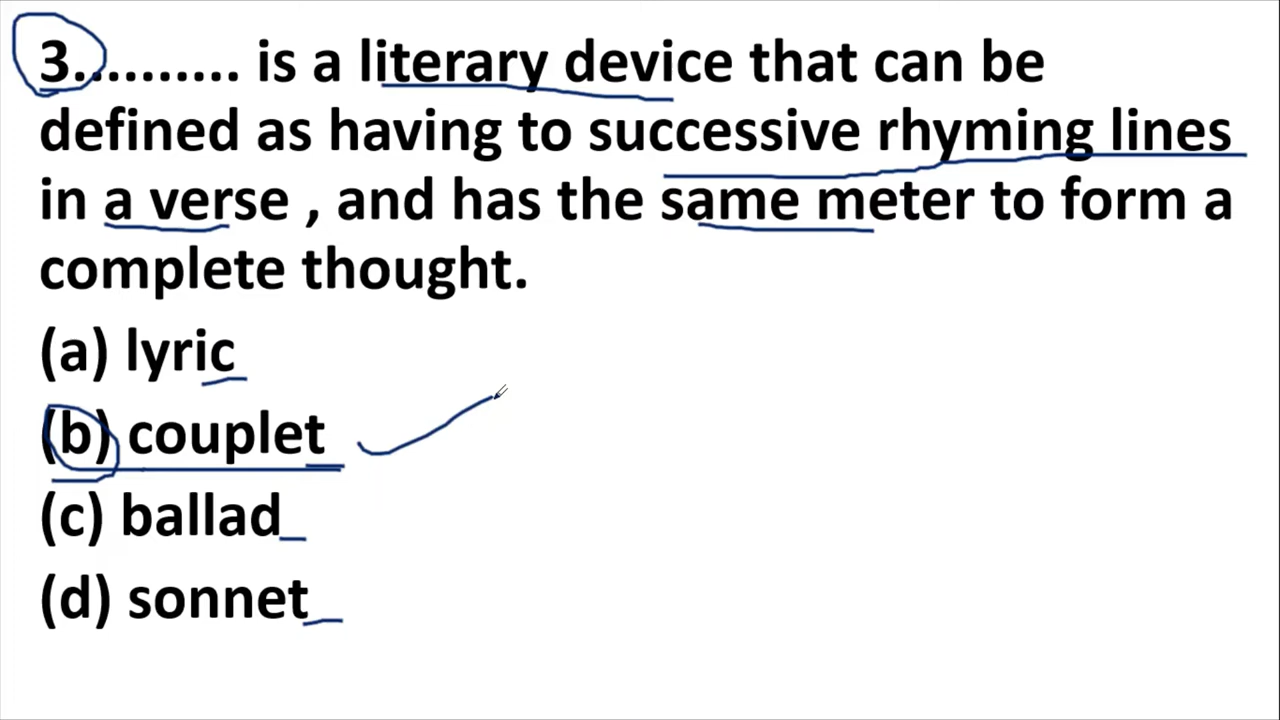 3.......... is a literary device that can be
defined as having to successive rhyming lines
in a verse , and has the same meter to form a
complete thought.
(a) lyric
(b) couplet
(c) ballad
(d) sonnet